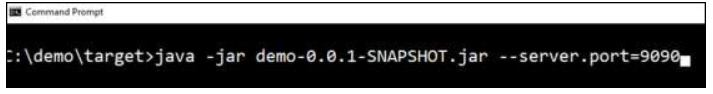 Command Prompt
C:\demo\target>java -jar demo-0.0.1-SNAPSHOT.jar --server.port=9090